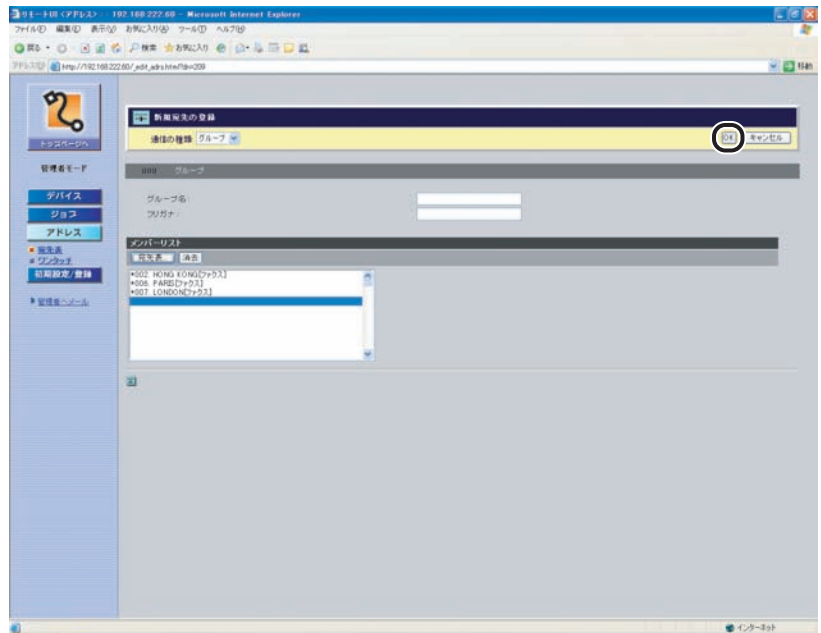 リモートUI <アドレス> : 192.168.222.60 - Microsoft Internet Explorer
ファイル(F) 編集(E) 表示(V) お気に入り(A) ツール(T) ヘルプ(H)
戻る 検索 お気に入り
アドレス(D) http://192.168.222.60/_edit_adrs.html?id=209 移動
新規宛先の登録
通信の種類: グループ OK キャンセル
トップページへ
管理者モード
デバイス
ジョブ
アドレス
宛先表
ワンタッチ
初期設定/登録
管理者へメール
009 グループ
グループ名:
フリガナ:
メンバーリスト
宛先表... 消去
*002. HONG KONG[ファクス]
*006. PARIS[ファクス]
*007. LONDON[ファクス]
インターネット